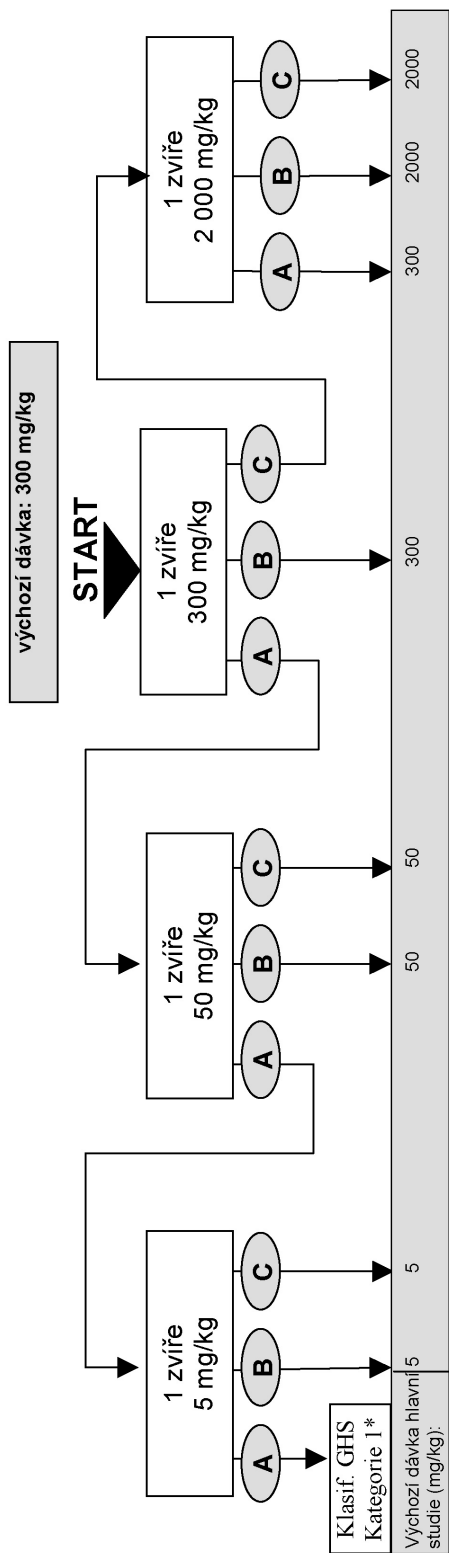 výchozí dávka: 300 mg/kg
START
1 zvíře
5 mg/kg
1 zvíře
50 mg/kg
1 zvíře
300 mg/kg
1 zvíře
2 000 mg/kg
A
B
C
A
B
C
A
B
C
A
B
C
Klasif. GHS
Kategorie 1*
Výchozí dávka hlavní
studie (mg/kg):
5
5
50
50
300
300
2000
2000